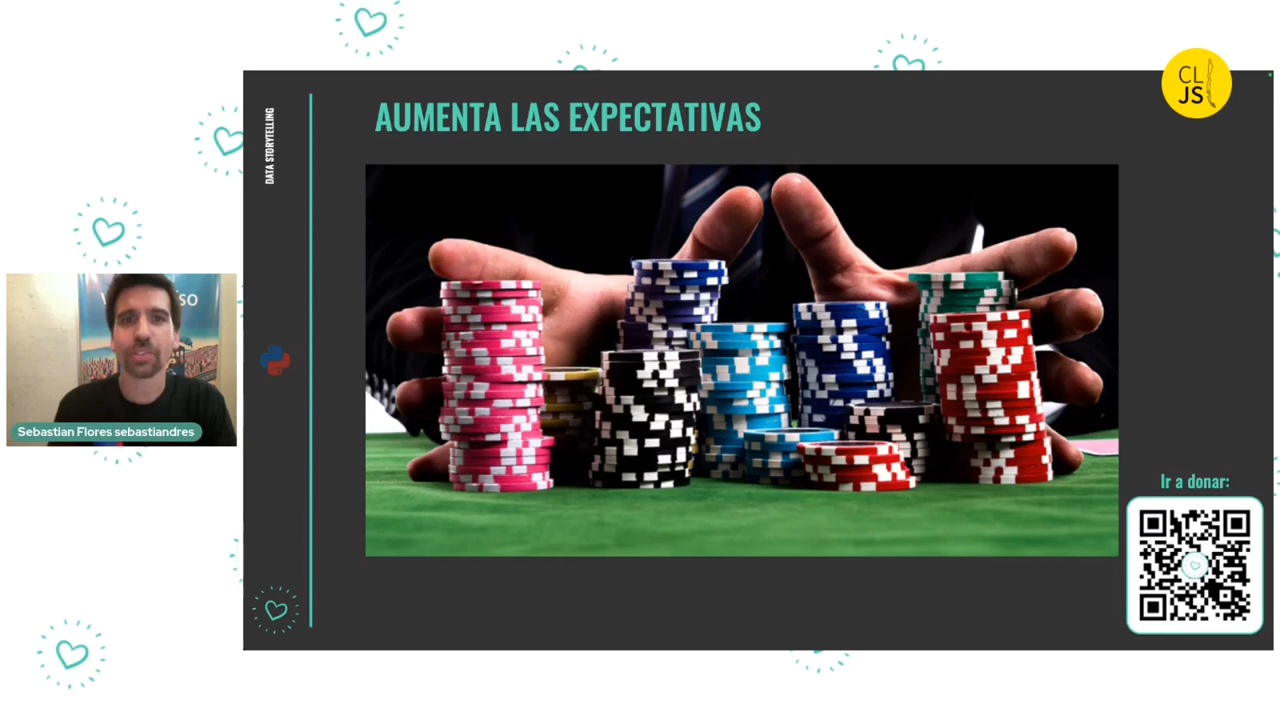 CL
JS
DATA STORYTELLING
AUMENTA LAS EXPECTATIVAS
Sebastian Flores sebastiandres
Ir a donar: